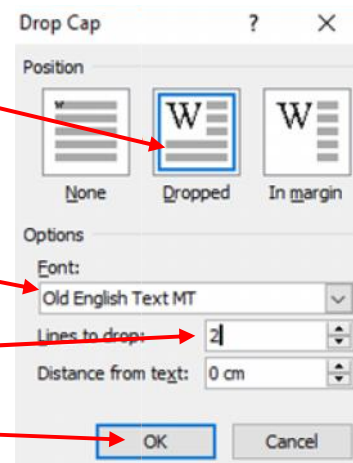 Drop Cap ? ×
Position
W W W
None Dropped In margin
Options
Font:
Old English Text MT
Lines to drop: 2
Distance from text: 0 cm
OK Cancel